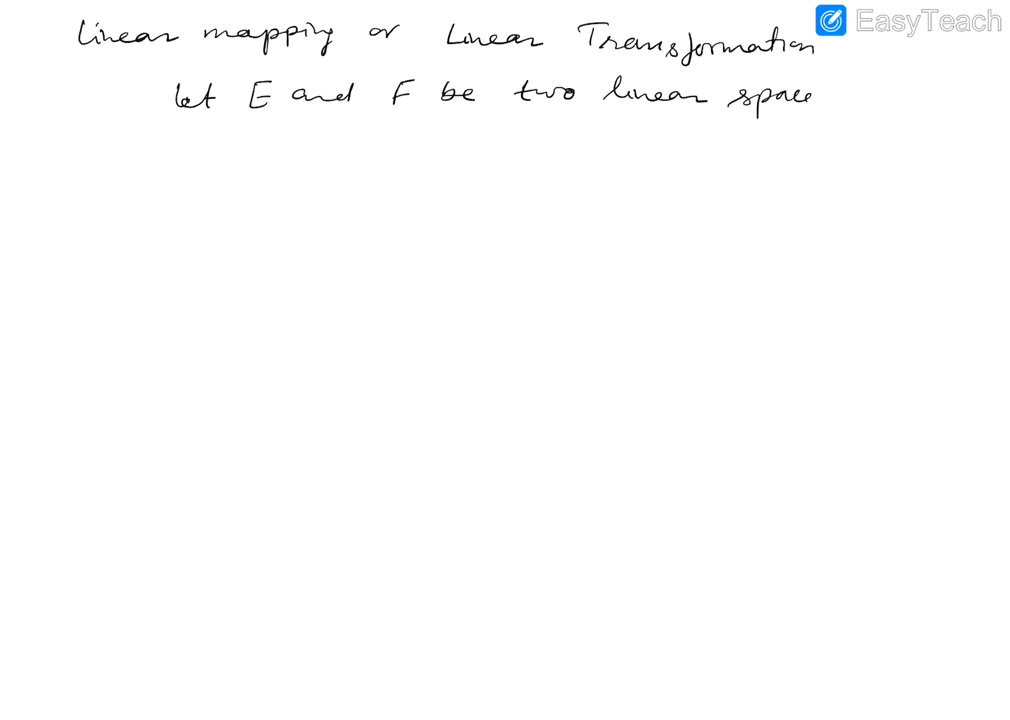 Linear mapping or Linear Transformation
EasyTeach
let E and F be two linear space